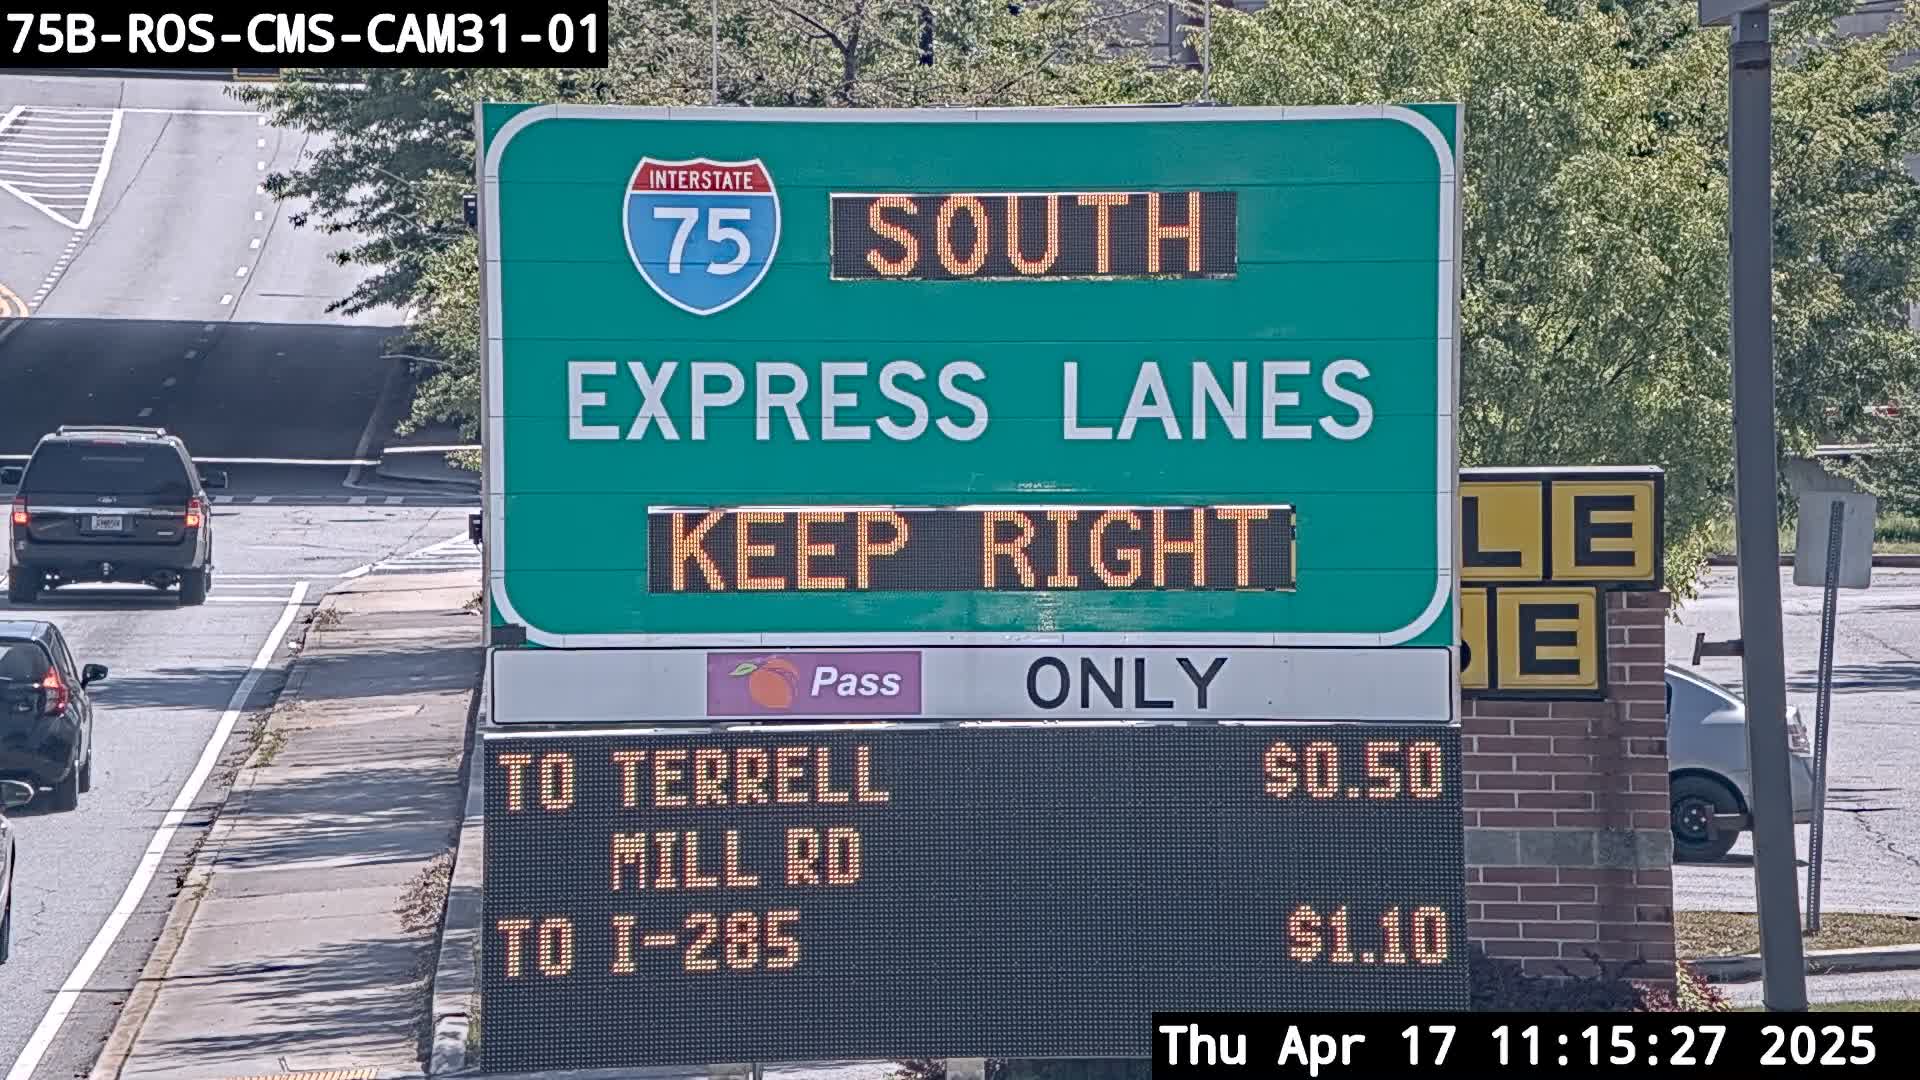 75B-ROS-CMS-CAM31-01
INTERSTATE
75
SOUTH
EXPRESS LANES
KEEP RIGHT
LE
E
Pass ONLY
TO TERRELL $0.50
MILL RD
TO I-285 $1.10
Thu Apr 17 11:15:27 2025